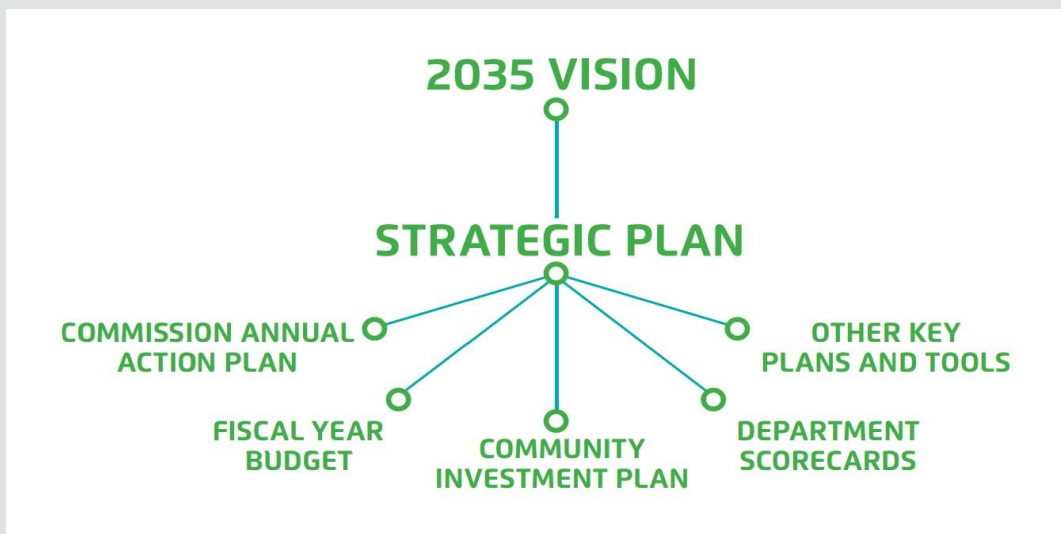 2035 VISION
STRATEGIC PLAN
COMMISSION ANNUAL
ACTION PLAN
FISCAL YEAR
BUDGET
COMMUNITY
INVESTMENT PLAN
DEPARTMENT
SCORECARDS
OTHER KEY
PLANS AND TOOLS